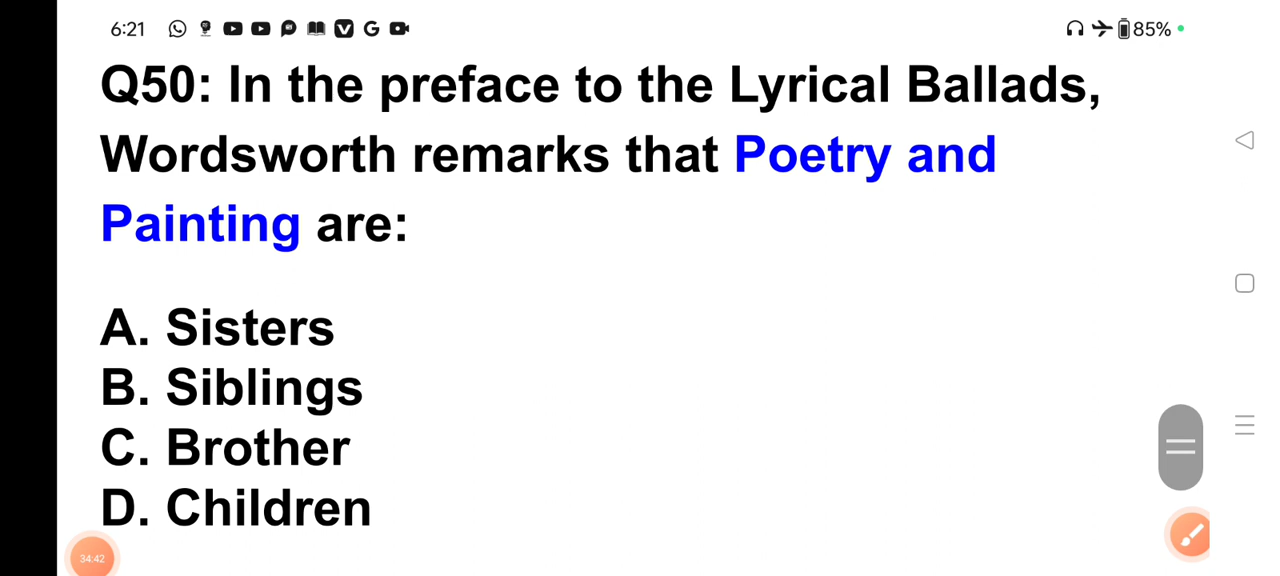 6:21 85%
Q50: In the preface to the Lyrical Ballads,
Wordsworth remarks that Poetry and
Painting are:
A. Sisters
B. Siblings
C. Brother
D. Children
34:42